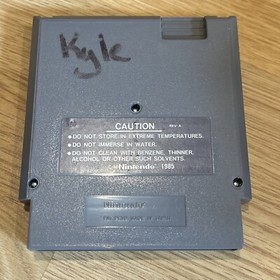 Kyle
CAUTION REV-A
• DO NOT STORE IN EXTREME TEMPERATURES.
• DO NOT IMMERSE IN WATER.
• DO NOT CLEAN WITH BENZENE, THINNER,
ALCOHOL OR OTHER SUCH SOLVENTS.
©Nintendo 1985
Nintendo